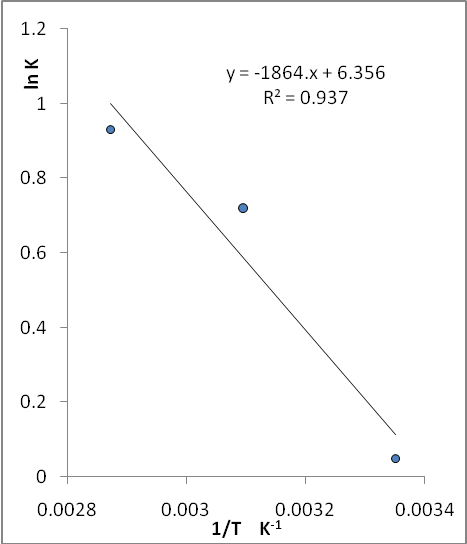 1.2
ln K
y = -1864.x + 6.356
R² = 0.937
1
0.8
0.6
0.4
0.2
0
0.0028 0.003 0.0032 0.0034
1/T K⁻¹